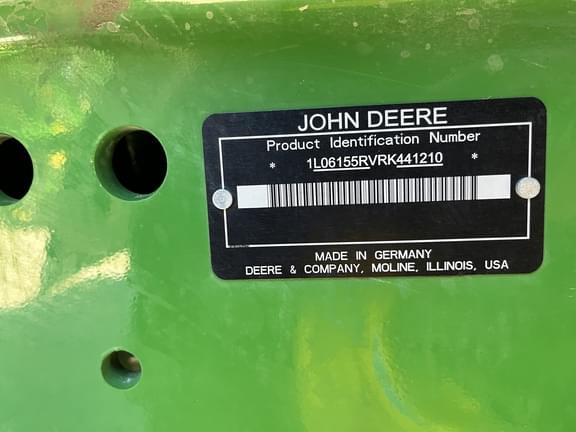 JOHN DEERE
Product Identification Number
* 1L06155RVRK441210 *
MADE IN GERMANY
DEERE & COMPANY, MOLINE, ILLINOIS, USA